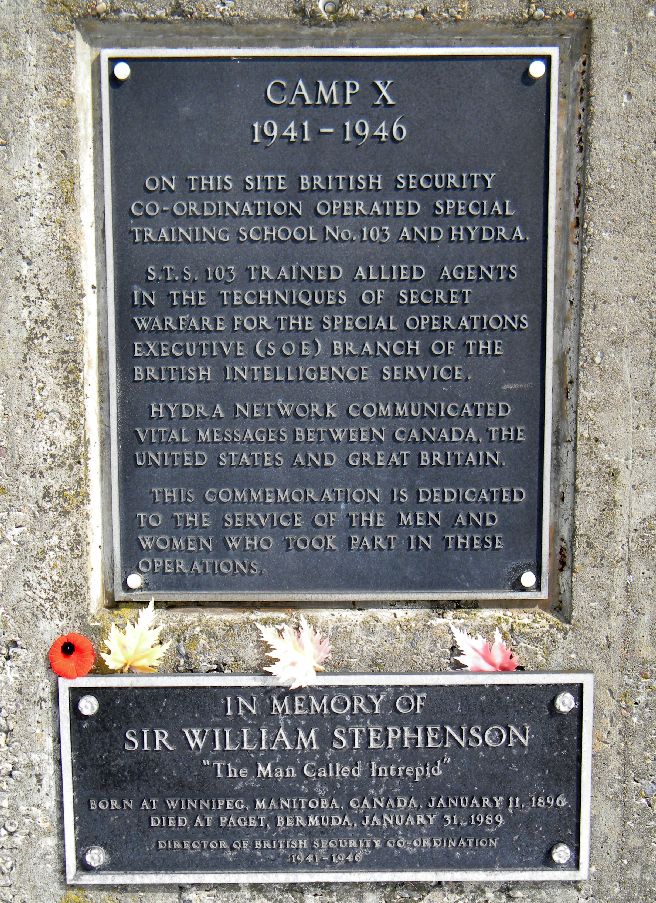 CAMP X
1941 – 1946
ON THIS SITE BRITISH SECURITY
CO-ORDINATION OPERATED SPECIAL
TRAINING SCHOOL No. 103 AND HYDRA.
S.T.S. 103 TRAINED ALLIED AGENTS
IN THE TECHNIQUES OF SECRET
WARFARE FOR THE SPECIAL OPERATIONS
EXECUTIVE (SOE) BRANCH OF THE
BRITISH INTELLIGENCE SERVICE.
HYDRA NETWORK COMMUNICATED
VITAL MESSAGES BETWEEN CANADA, THE
UNITED STATES AND GREAT BRITAIN.
THIS COMMEMORATION IS DEDICATED
TO THE SERVICE OF THE MEN AND
WOMEN WHO TOOK PART IN THESE
OPERATIONS.
IN MEMORY OF
SIR WILLIAM STEPHENSON
"The Man Called Intrepid"
BORN AT WINNIPEG, MANITOBA, CANADA, JANUARY 11, 1896
DIED AT PAGET, BERMUDA, JANUARY 31, 1989
DIRECTOR OF BRITISH SECURITY CO-ORDINATION
1941-1946